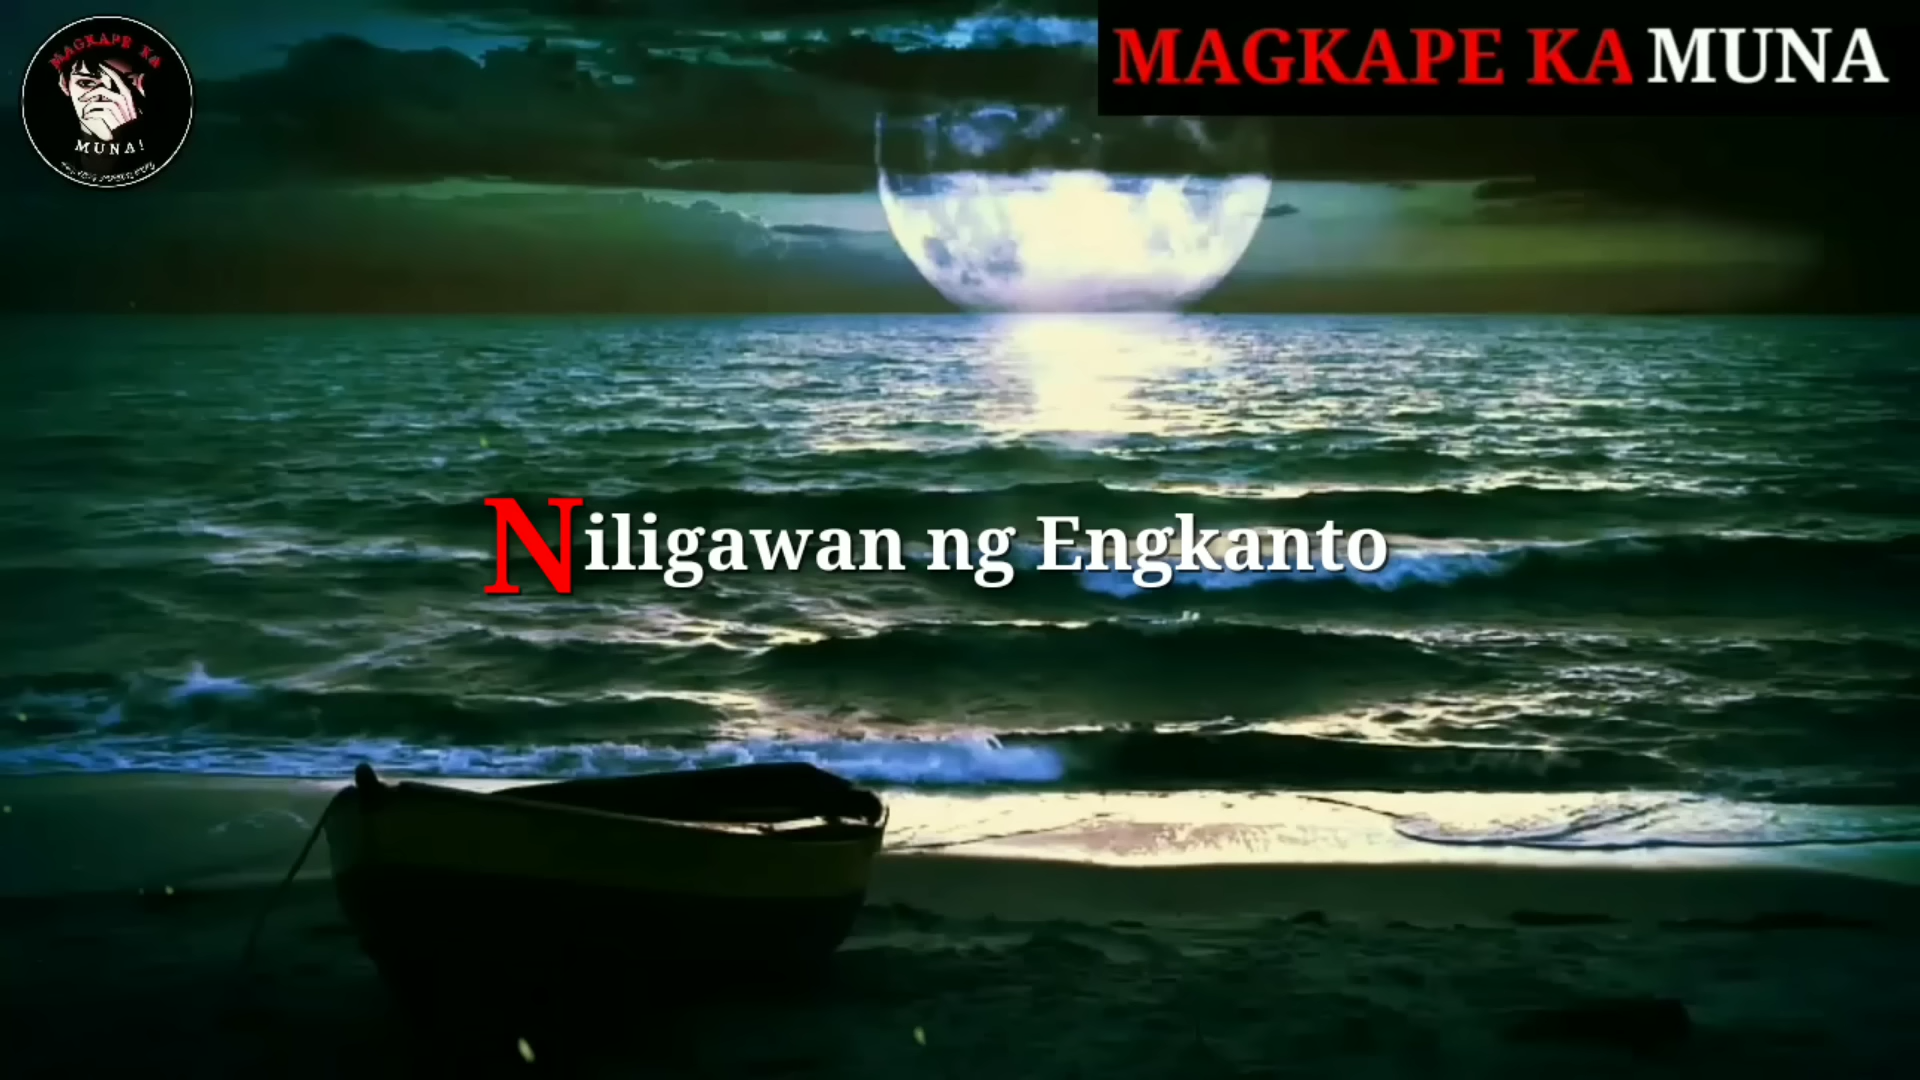 MAGKAPE KA
MUNA!
MAGKAPE KA MUNA
Niligawan ng Engkanto